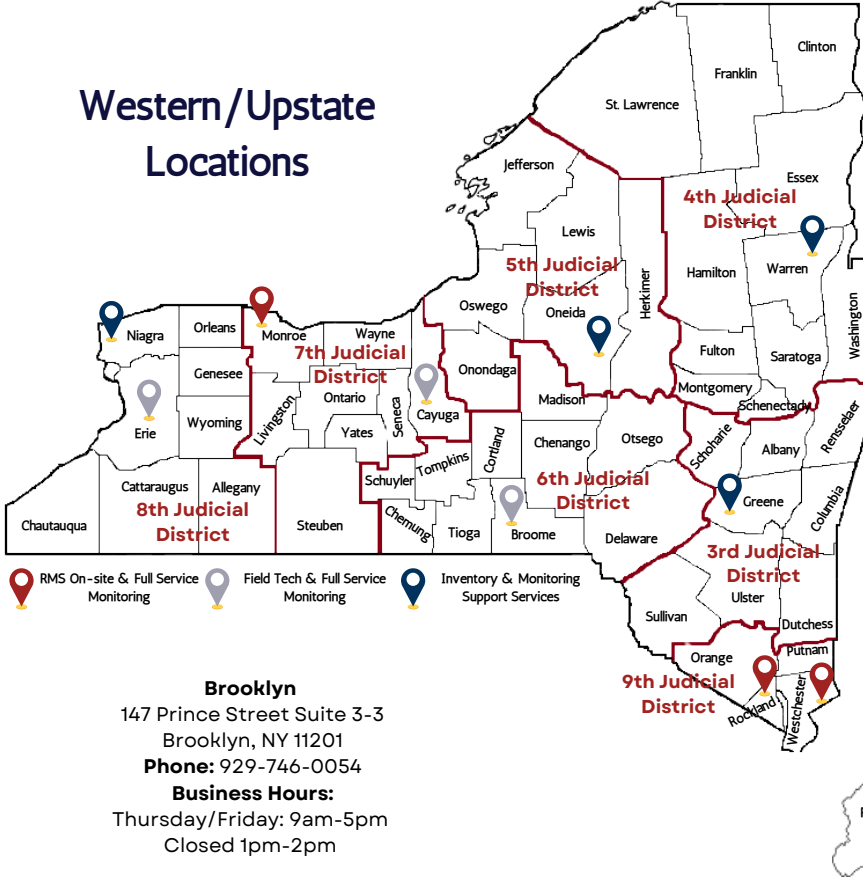 Western/Upstate
Locations
Clinton
Franklin
St. Lawrence
Jefferson
Essex
4th Judicial
District
Lewis
5th Judicial
District
Hamilton
Warren
Herkimer
Washington
Oswego
Oneida
Niagra
Orleans
Monroe
Wayne
7th Judicial
District
Fulton
Saratoga
Onondaga
Genesee
Montgomery
Ontario
Cayuga
Seneca
Madison
Schenectady
Livingston
Wyoming
Erie
Yates
Rensselaer
Schoharie
Albany
Otsego
Chenango
Cortland
Tompkins
Schuyler
Cattaraugus
Allegany
8th Judicial
District
6th Judicial
District
Greene
Columbia
Chautauqua
Steuben
Chemung
Tioga
Broome
Delaware
3rd Judicial
District
Ulster
Sullivan
Dutchess
Putnam
Orange
9th Judicial
District
Rockland
Westchester
RMS On-site & Full Service
Monitoring
Field Tech & Full Service
Monitoring
Inventory & Monitoring
Support Services
Brooklyn
147 Prince Street Suite 3-3
Brooklyn, NY 11201
Phone: 929-746-0054
Business Hours:
Thursday/Friday: 9am-5pm
Closed 1pm-2pm